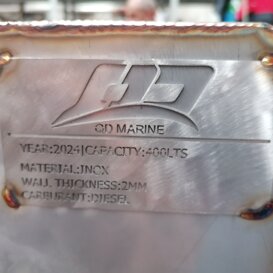 QD MARINE
YEAR:2024|CAPACITY:400LTS
MATERIAL:INOX
WALL THICKNESS:2MM
CARBURANT:DIESEL